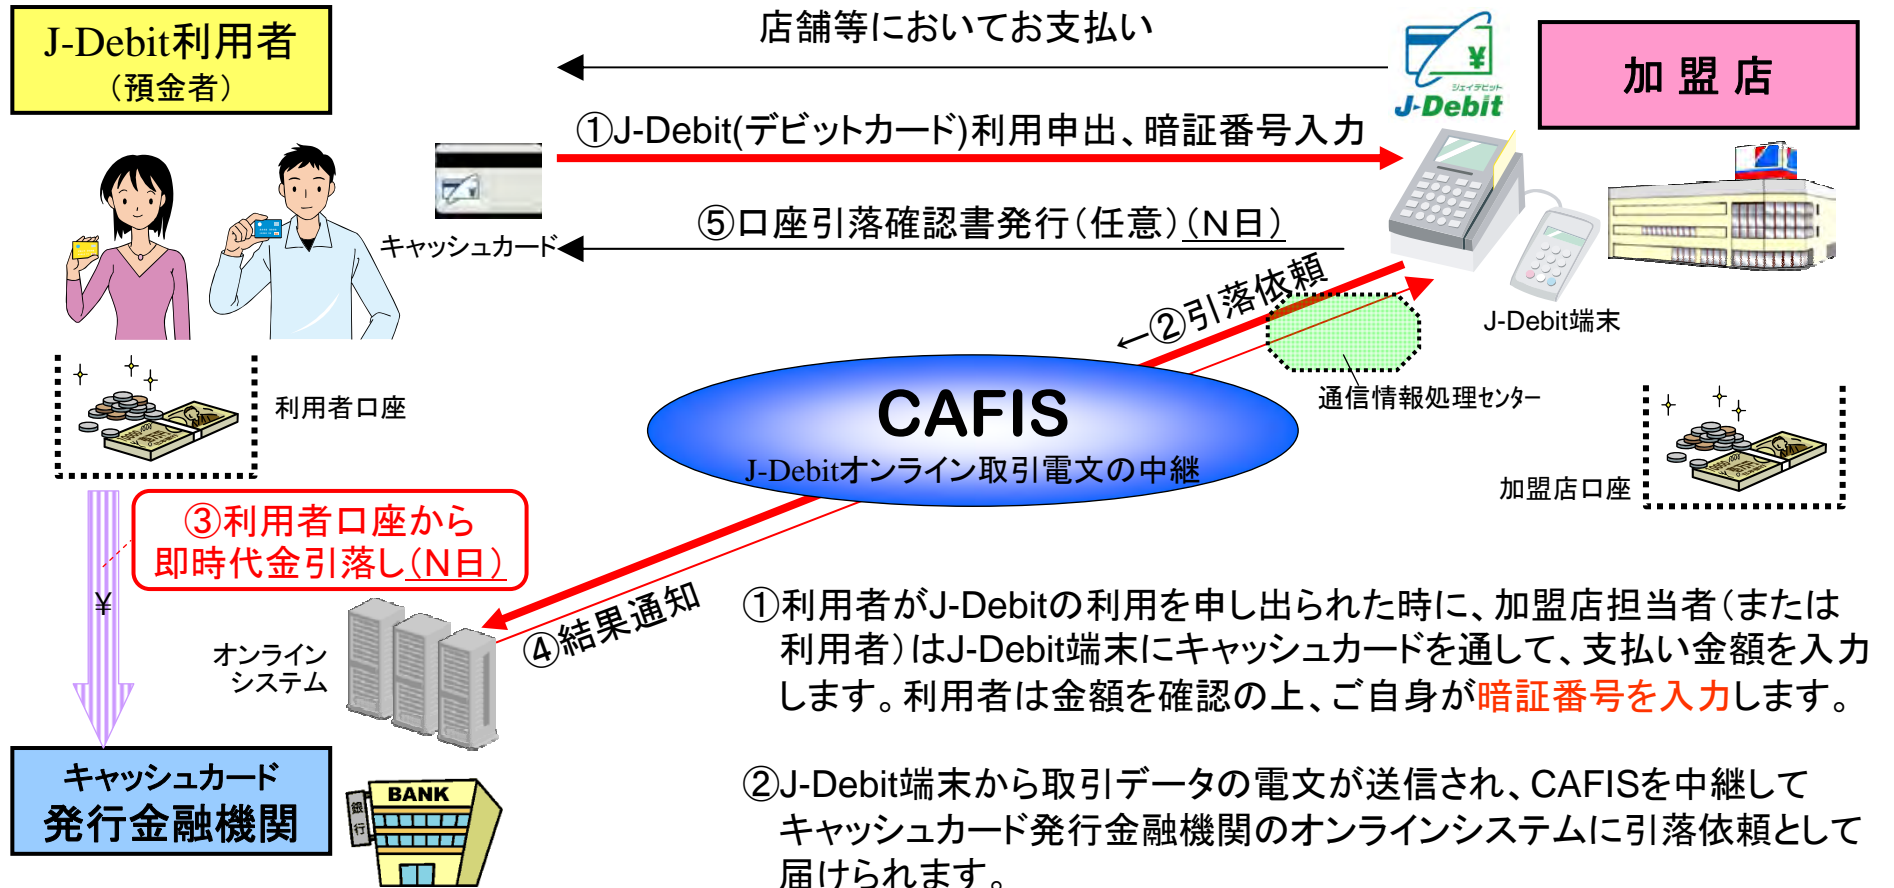 J-Debit利用者
（預金者）
店舗等においてお支払い
ジェイデビット
J-Debit
加 盟 店
①J-Debit(デビットカード)利用申出、暗証番号入力
⑤口座引落確認書発行（任意）（N日）
キャッシュカード
←②引落依頼
J-Debit端末
通信情報処理センター
利用者口座
CAFIS
J-Debitオンライン取引電文の中継
加盟店口座
③利用者口座から
即時代金引落し（N日）
¥
④結果通知
オンライン
システム
キャッシュカード
発行金融機関
BANK
銀行
①利用者がJ-Debitの利用を申し出られた時に、加盟店担当者（または
利用者）はJ-Debit端末にキャッシュカードを通して、支払い金額を入力
します。利用者は金額を確認の上、ご自身が暗証番号を入力します。
②J-Debit端末から取引データの電文が送信され、CAFISを中継して
キャッシュカード発行金融機関のオンラインシステムに引落依頼として
届けられます。